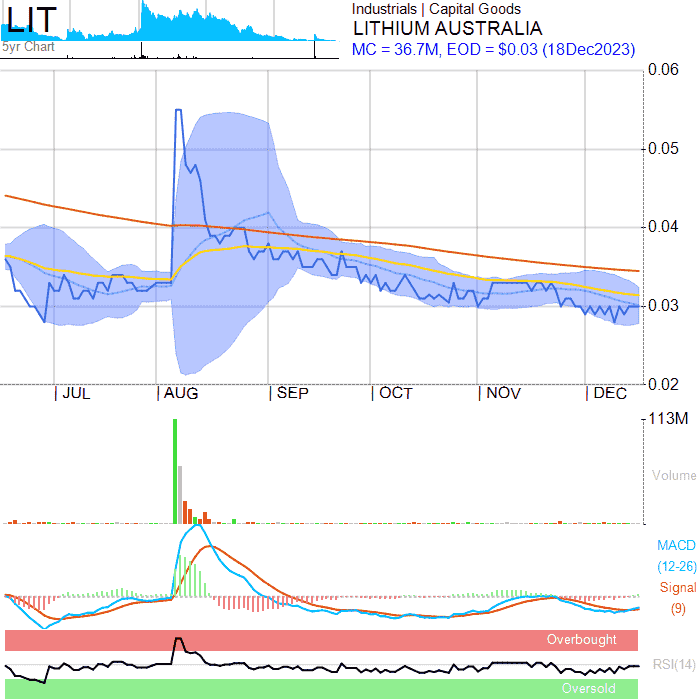 LIT
5yr Chart
Industrials | Capital Goods
LITHIUM AUSTRALIA
MC = 36.7M, EOD = $0.03 (18Dec2023)
0.06
0.05
0.04
0.03
0.02
JUL AUG SEP OCT NOV DEC
113M
Volume
MACD
(12-26)
Signal
(9)
Overbought
RSI(14)
Oversold